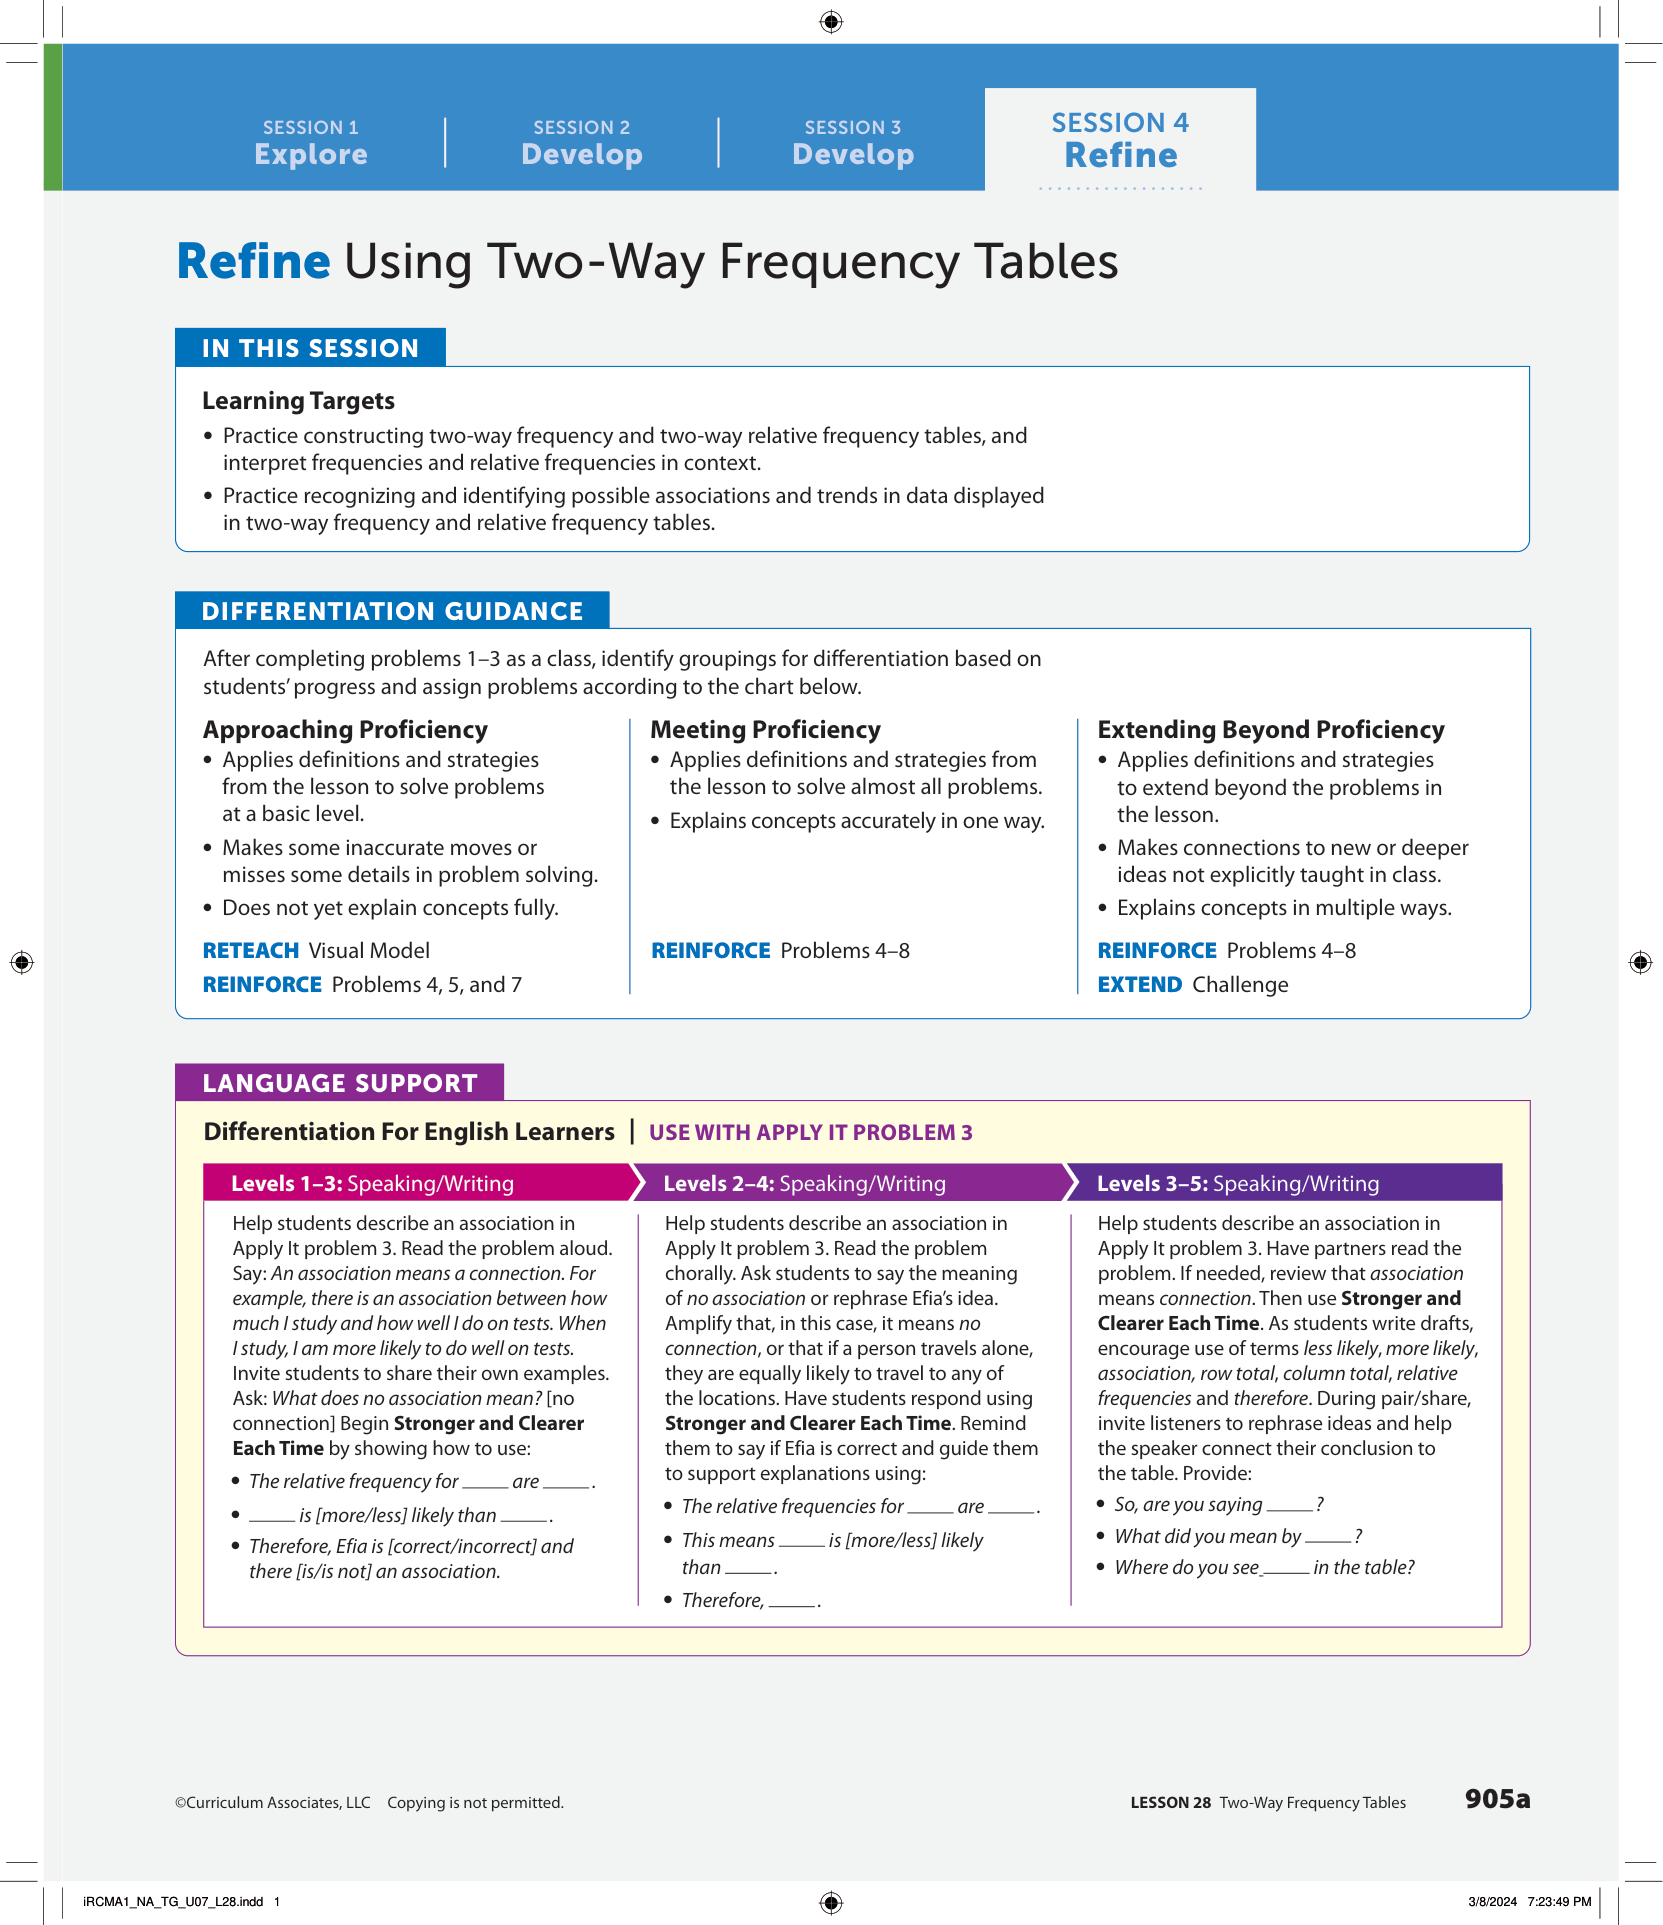 SESSION 1
Explore
SESSION 2
Develop
SESSION 3
Develop
SESSION 4
Refine
Refine Using Two-Way Frequency Tables
IN THIS SESSION
Learning Targets
• Practice constructing two-way frequency and two-way relative frequency tables, and
interpret frequencies and relative frequencies in context.
• Practice recognizing and identifying possible associations and trends in data displayed
in two-way frequency and relative frequency tables.
DIFFERENTIATION GUIDANCE
After completing problems 1–3 as a class, identify groupings for differentiation based on
students’ progress and assign problems according to the chart below.
Approaching Proficiency
• Applies definitions and strategies
from the lesson to solve problems
at a basic level.
• Makes some inaccurate moves or
misses some details in problem solving.
• Does not yet explain concepts fully.
RETEACH Visual Model
REINFORCE Problems 4, 5, and 7
Meeting Proficiency
• Applies definitions and strategies from
the lesson to solve almost all problems.
• Explains concepts accurately in one way.
REINFORCE Problems 4–8
Extending Beyond Proficiency
• Applies definitions and strategies
to extend beyond the problems in
the lesson.
• Makes connections to new or deeper
ideas not explicitly taught in class.
• Explains concepts in multiple ways.
REINFORCE Problems 4–8
EXTEND Challenge
LANGUAGE SUPPORT
Differentiation For English Learners | USE WITH APPLY IT PROBLEM 3
Levels 1–3: Speaking/Writing
Help students describe an association in
Apply It problem 3. Read the problem aloud.
Say: An association means a connection. For
example, there is an association between how
much I study and how well I do on tests. When
I study, I am more likely to do well on tests.
Invite students to share their own examples.
Ask: What does no association mean? [no
connection] Begin Stronger and Clearer
Each Time by showing how to use:
• The relative frequency for _____ are _____.
• _____ is [more/less] likely than _____.
• Therefore, Efia is [correct/incorrect] and
there [is/is not] an association.
Levels 2–4: Speaking/Writing
Help students describe an association in
Apply It problem 3. Read the problem
chorally. Ask students to say the meaning
of no association or rephrase Efia’s idea.
Amplify that, in this case, it means no
connection, or that if a person travels alone,
they are equally likely to travel to any of
the locations. Have students respond using
Stronger and Clearer Each Time. Remind
them to say if Efia is correct and guide them
to support explanations using:
• The relative frequencies for _____ are _____.
• This means _____ is [more/less] likely
than _____.
• Therefore, _____.
Levels 3–5: Speaking/Writing
Help students describe an association in
Apply It problem 3. Have partners read the
problem. If needed, review that association
means connection. Then use Stronger and
Clearer Each Time. As students write drafts,
encourage use of terms less likely, more likely,
association, row total, column total, relative
frequencies and therefore. During pair/share,
invite listeners to rephrase ideas and help
the speaker connect their conclusion to
the table. Provide:
• So, are you saying _____?
• What did you mean by _____?
• Where do you see _____ in the table?
©Curriculum Associates, LLC Copying is not permitted.
LESSON 28 Two-Way Frequency Tables 905a
iRCMA1_NA_TG_U07_L28.indd 1
3/8/2024 7:23:49 PM